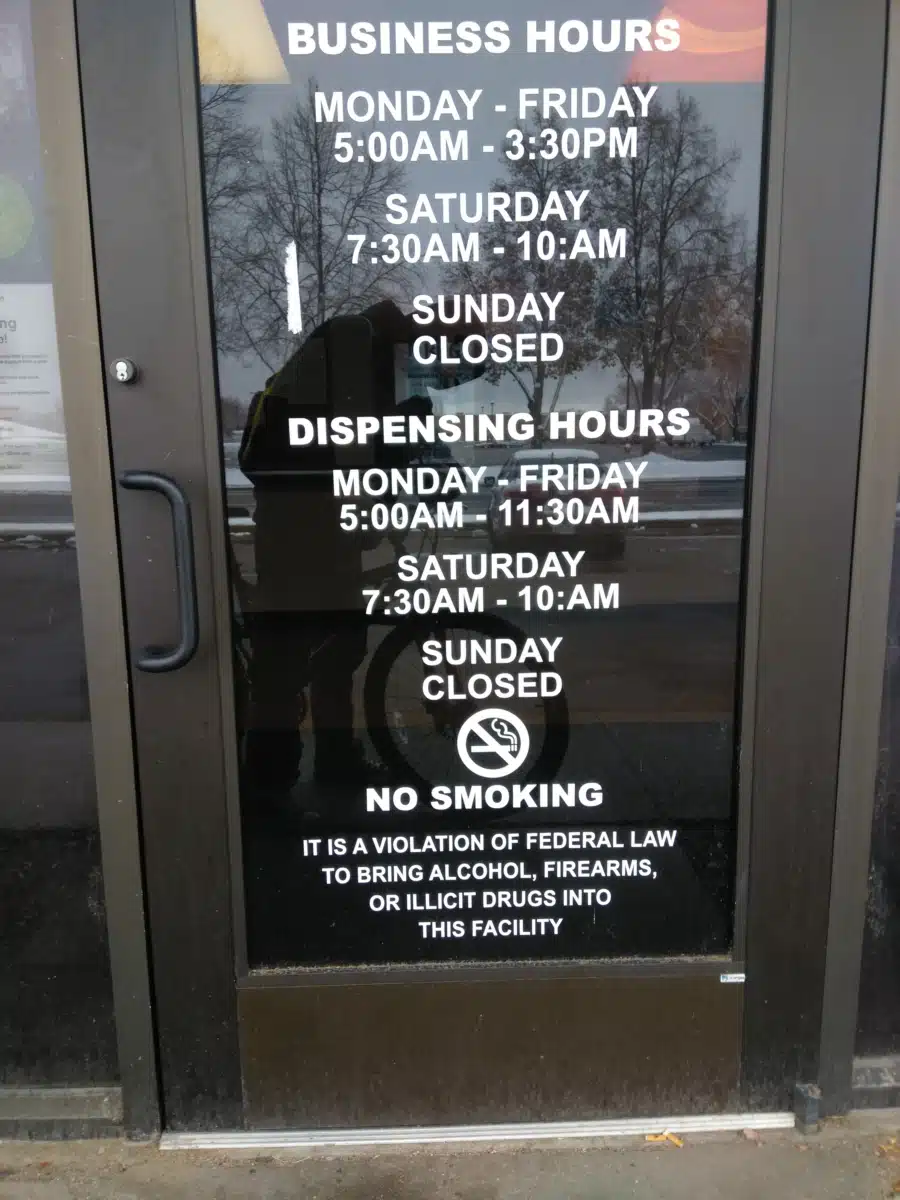 BUSINESS HOURS
MONDAY - FRIDAY
5:00AM - 3:30PM
SATURDAY
7:30AM - 10:AM
SUNDAY
CLOSED
DISPENSING HOURS
MONDAY - FRIDAY
5:00AM - 11:30AM
SATURDAY
7:30AM - 10:AM
SUNDAY
CLOSED
NO SMOKING
IT IS A VIOLATION OF FEDERAL LAW
TO BRING ALCOHOL, FIREARMS,
OR ILLICIT DRUGS INTO
THIS FACILITY